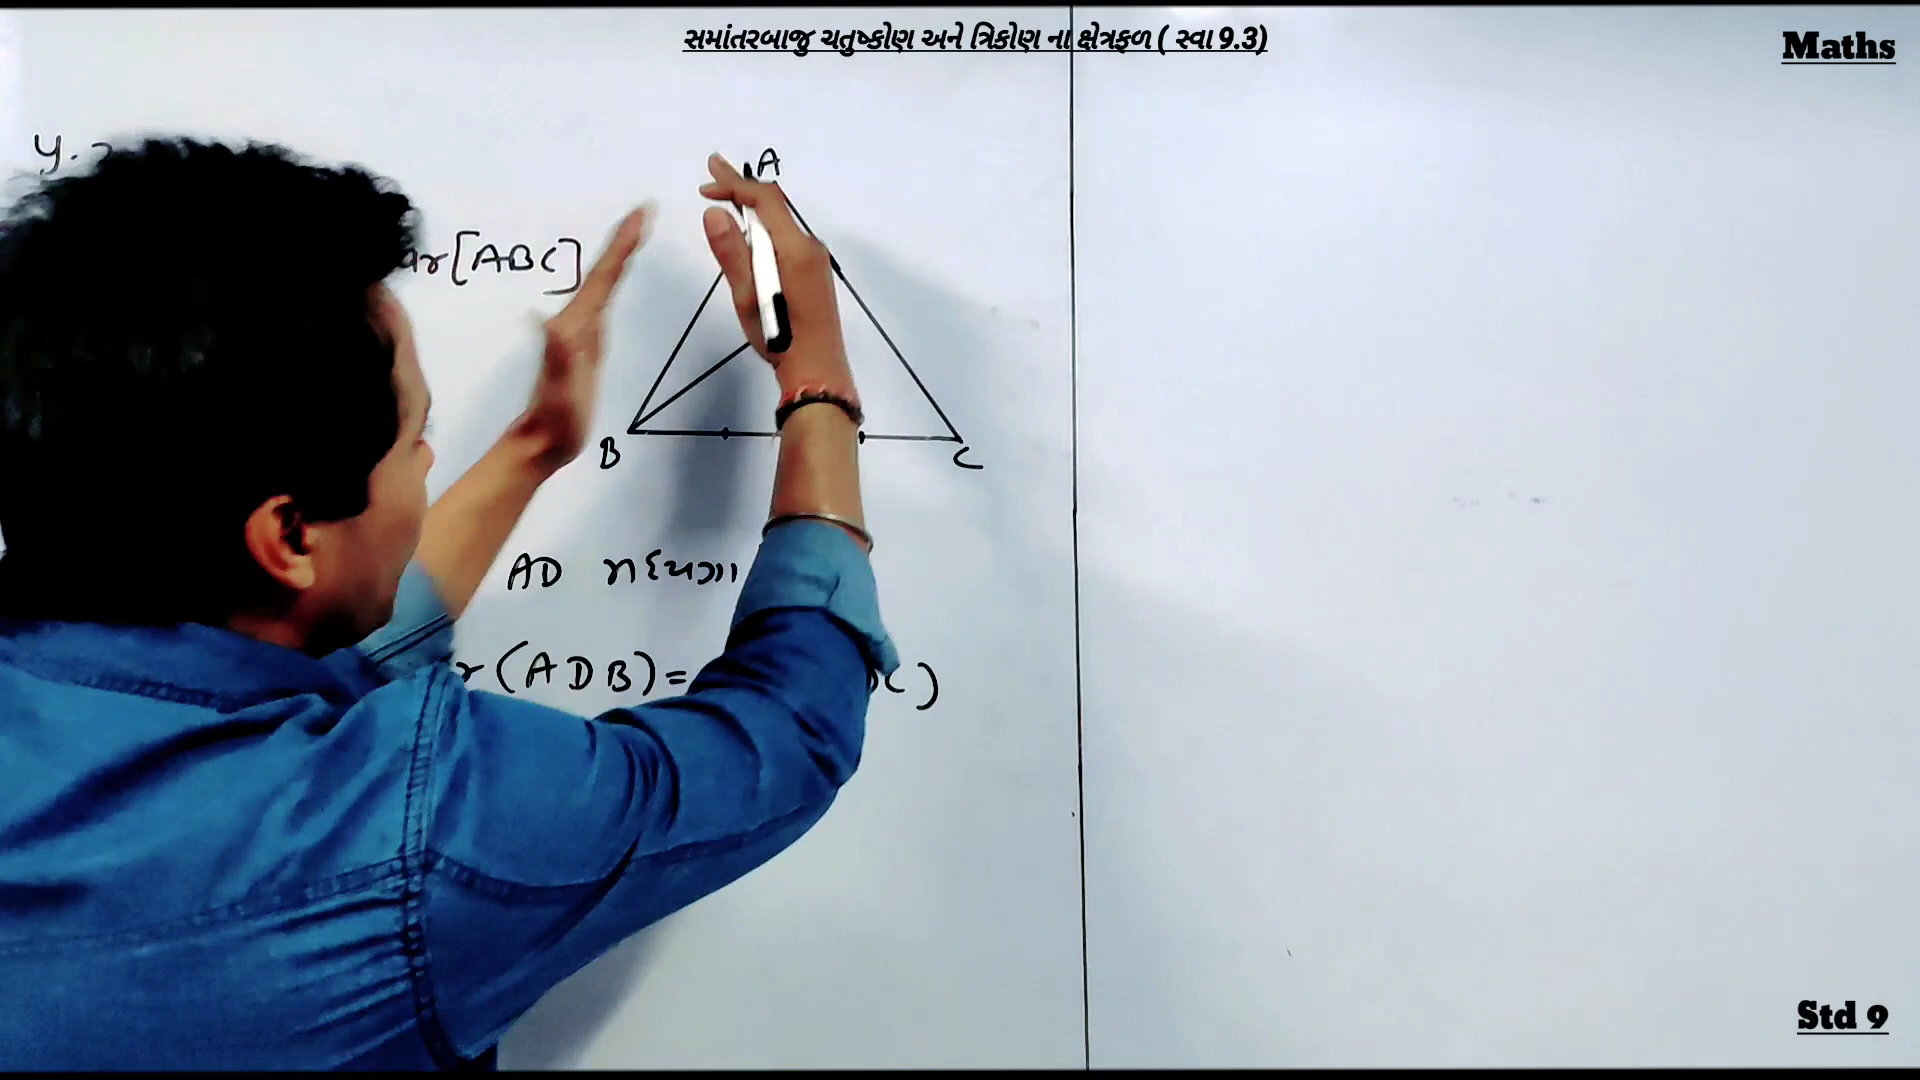 સમાંતરબાજુ ચતુષ્કોણ અને ત્રિકોણ ના ક્ષેત્રફળ ( સ્વા 9.3)
Maths
A
ar[ABC]
B
C
AD મધ્યગા
r(ADB)=
C)
Std 9